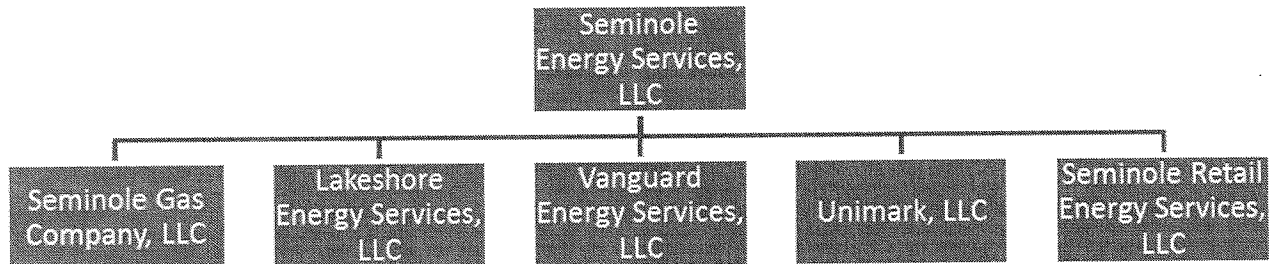 Seminole
Energy Services,
LLC
Seminole Gas
Company, LLC
Lakeshore
Energy Services,
LLC
Vanguard
Energy Services,
LLC
Unimark, LLC
Seminole Retail
Energy Services,
LLC